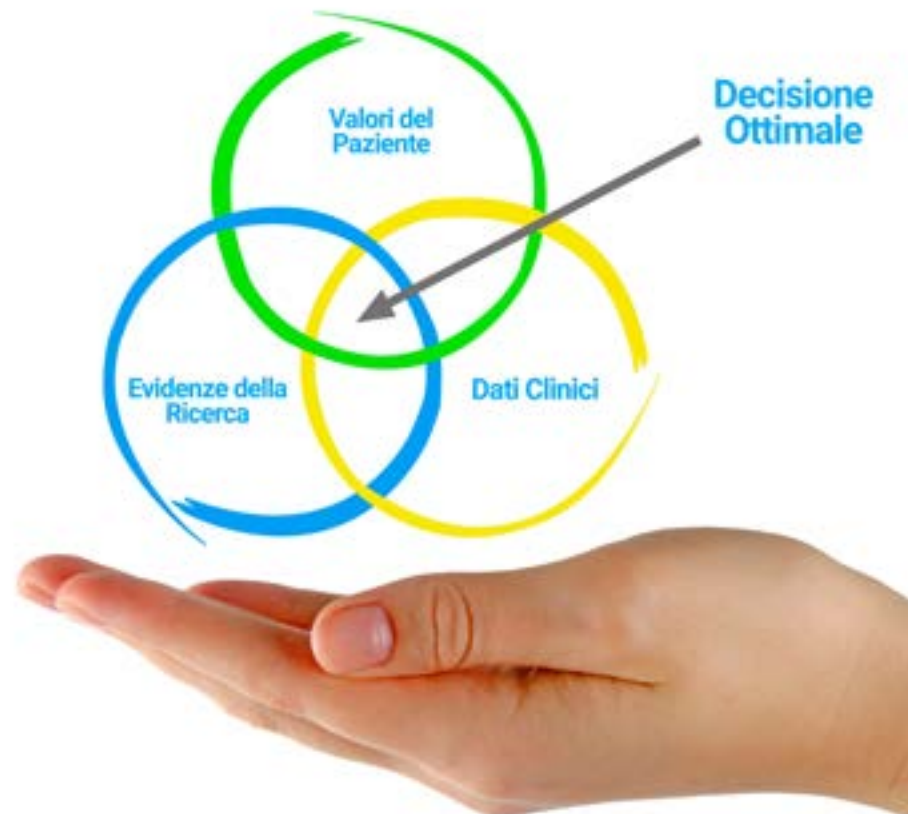 Valori del
Paziente
Decisione
Ottimale
Evidenze della
Ricerca
Dati Clinici